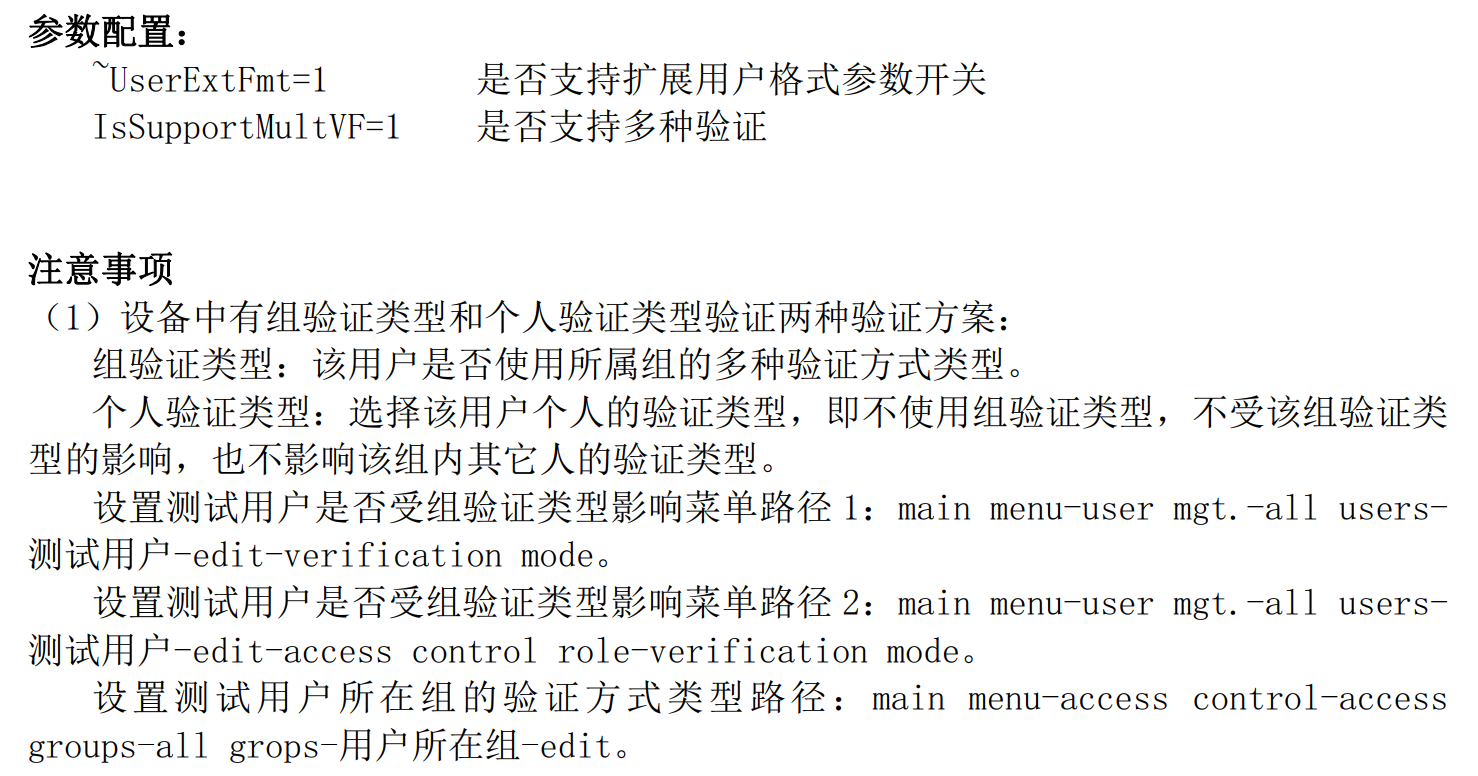 参数配置：
~UserExtFmt=1 是否支持扩展用户格式参数开关
IsSupportMultVF=1 是否支持多种验证
注意事项
（1）设备中有组验证类型和个人验证类型验证两种验证方案：
组验证类型：该用户是否使用所属组的多种验证方式类型。
个人验证类型：选择该用户个人的验证类型，即不使用组验证类型，不受该组验证类
型的影响，也不影响该组内其它人的验证类型。
设置测试用户是否受组验证类型影响菜单路径1：main menu-user mgt.-all users-
测试用户-edit-verification mode。
设置测试用户是否受组验证类型影响菜单路径2：main menu-user mgt.-all users-
测试用户-edit-access control role-verification mode。
设置测试用户所在组的验证方式类型路径：main menu-access control-access
groups-all grops-用户所在组-edit。